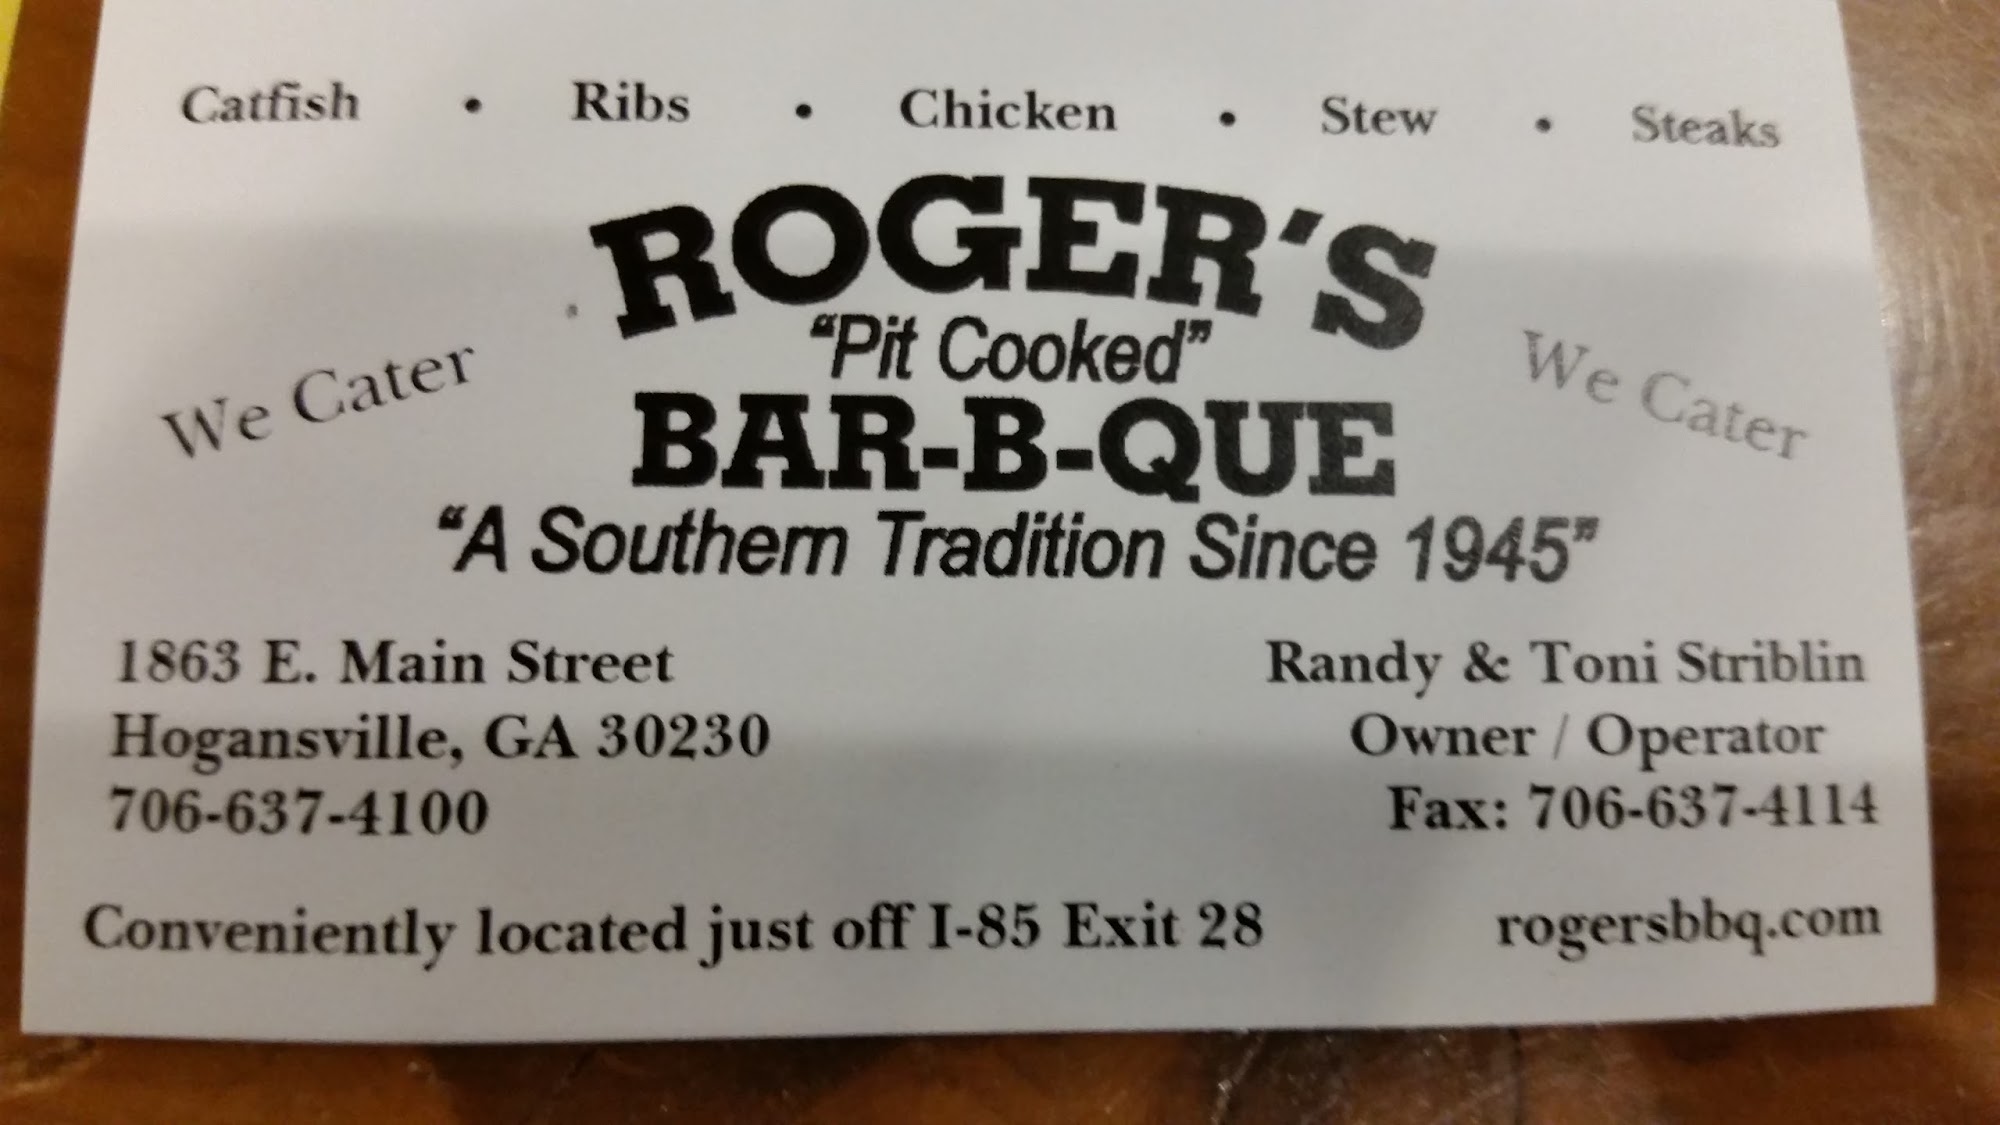 Catfish • Ribs • Chicken • Stew • Steaks
ROGER'S
"Pit Cooked"
We Cater
We Cater
BAR-B-QUE
"A Southern Tradition Since 1945"
1863 E. Main Street
Hogansville, GA 30230
706-637-4100
Randy & Toni Striblin
Owner / Operator
Fax: 706-637-4114
Conveniently located just off I-85 Exit 28
rogersbbq.com